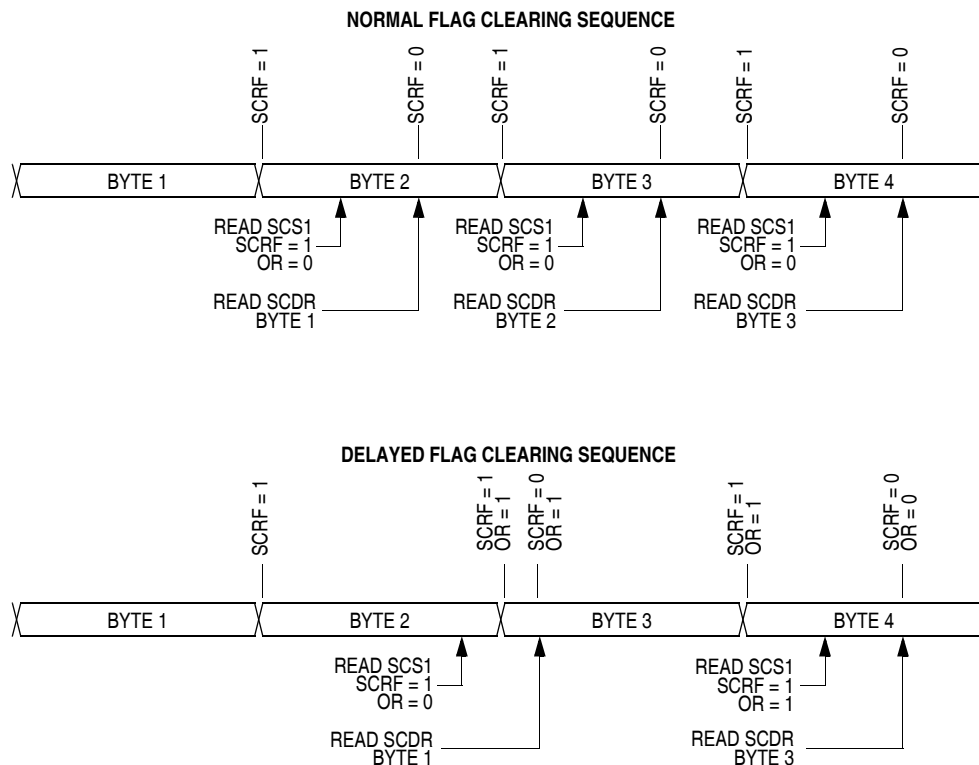 NORMAL FLAG CLEARING SEQUENCE
SCRF = 1
SCRF = 0
SCRF = 1
SCRF = 0
SCRF = 1
SCRF = 0
BYTE 1
BYTE 2
BYTE 3
BYTE 4
READ SCS1
SCRF = 1
OR = 0
READ SCS1
SCRF = 1
OR = 0
READ SCS1
SCRF = 1
OR = 0
READ SCDR
BYTE 1
READ SCDR
BYTE 2
READ SCDR
BYTE 3
DELAYED FLAG CLEARING SEQUENCE
SCRF = 1
SCRF = 1
OR = 1
SCRF = 0
OR = 1
SCRF = 1
OR = 1
SCRF = 0
OR = 0
BYTE 1
BYTE 2
BYTE 3
BYTE 4
READ SCS1
SCRF = 1
OR = 0
READ SCS1
SCRF = 1
OR = 1
READ SCDR
BYTE 1
READ SCDR
BYTE 3